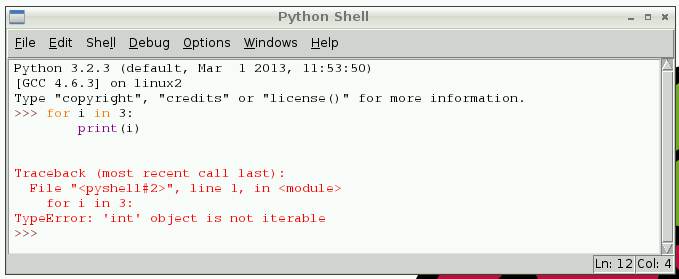 Python Shell
File Edit Shell Debug Options Windows Help
Python 3.2.3 (default, Mar  1 2013, 11:53:50)
[GCC 4.6.3] on linux2
Type "copyright", "credits" or "license()" for more information.
>>> for i in 3:
        print(i)
Traceback (most recent call last):
  File "<pyshell#2>", line 1, in <module>
    for i in 3:
TypeError: 'int' object is not iterable
>>>
Ln: 12 Col: 4